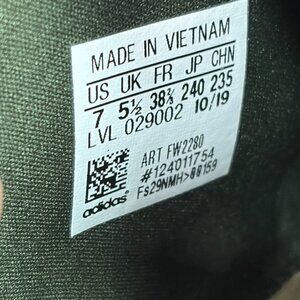 MADE IN VIETNAM
US UK FR JP CHN
7 5½ 38⅔ 240 235
LVL 029002 10/19
ART FW2280
#124011754
FS29NMH>00159
adidas